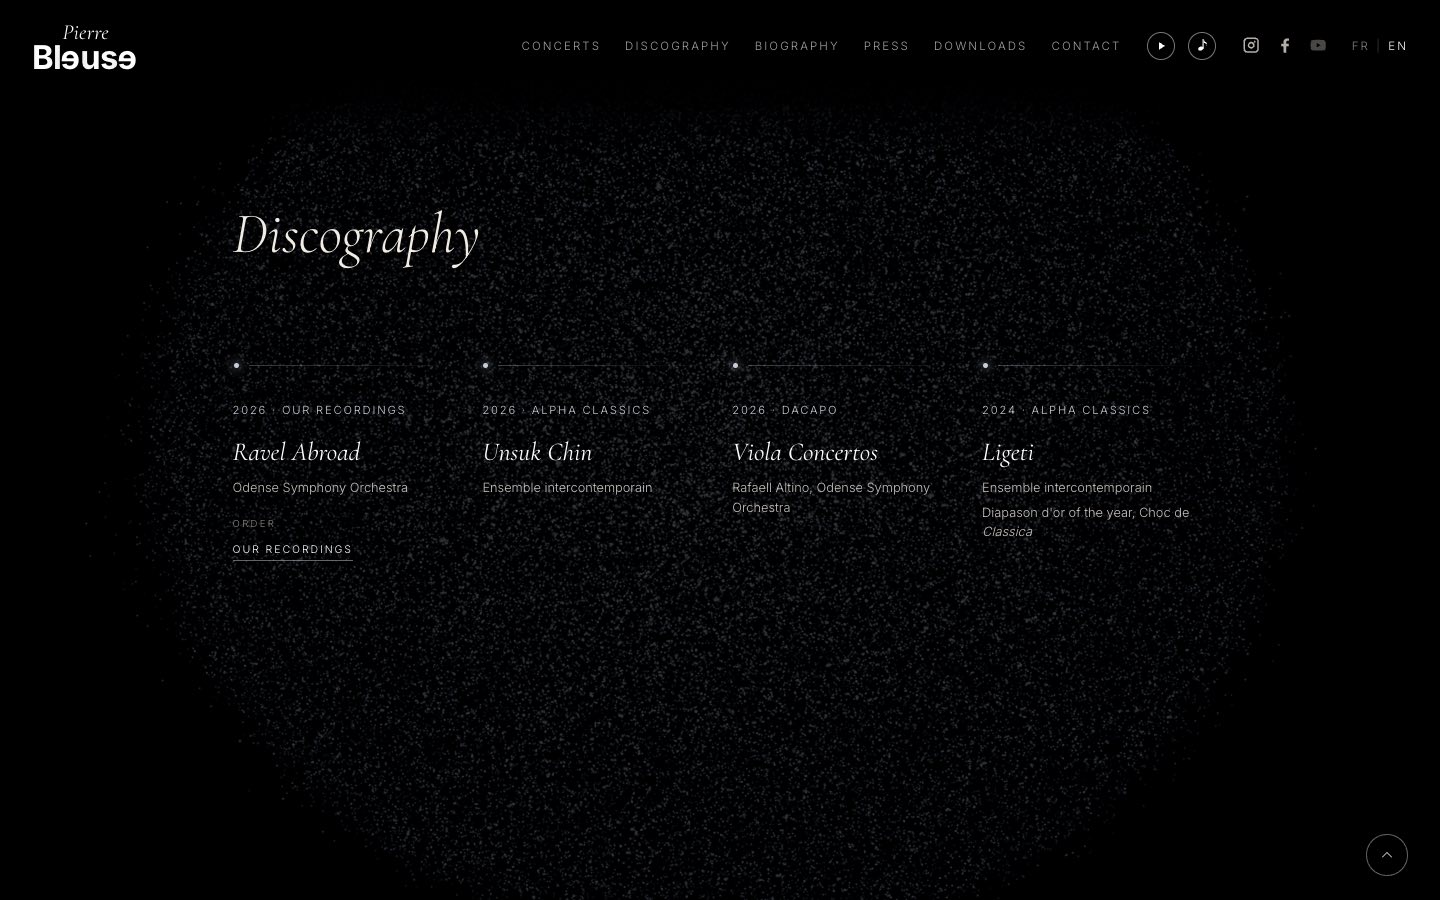 Pierre
Bleuse
CONCERTS DISCOGRAPHY BIOGRAPHY PRESS DOWNLOADS CONTACT FR EN
Discography
2026 · OUR RECORDINGS
Ravel Abroad
Odense Symphony Orchestra
ORDER
OUR RECORDINGS
2026 · ALPHA CLASSICS
Unsuk Chin
Ensemble intercontemporain
2026 · DACAPO
Viola Concertos
Rafaell Altino, Odense Symphony
Orchestra
2024 · ALPHA CLASSICS
Ligeti
Ensemble intercontemporain
Diapason d'or of the year, Choc de
Classica